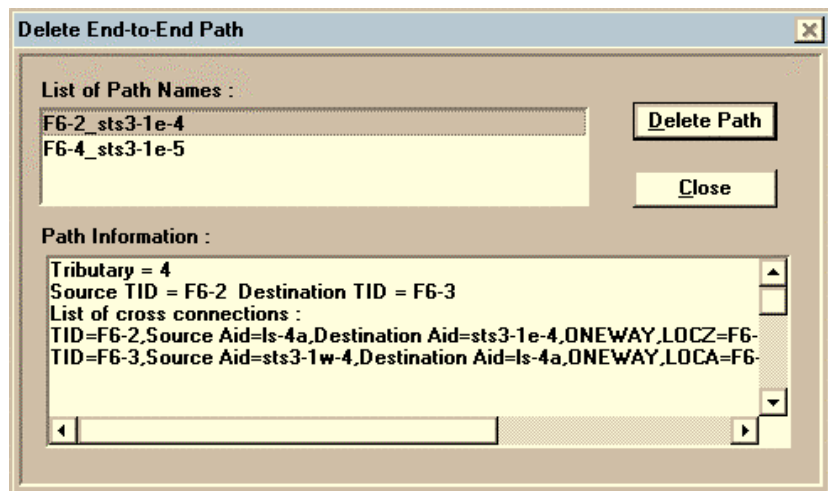 Delete End-to-End Path
List of Path Names :
F6-2_sts3-1e-4
F6-4_sts3-1e-5
Delete Path
Close
Path Information :
Tributary = 4
Source TID = F6-2 Destination TID = F6-3
List of cross connections :
TID=F6-2,Source Aid=ls-4a,Destination Aid=sts3-1e-4,ONEWAY,LOCZ=F6-
TID=F6-3,Source Aid=sts3-1w-4,Destination Aid=ls-4a,ONEWAY,LOCA=F6-